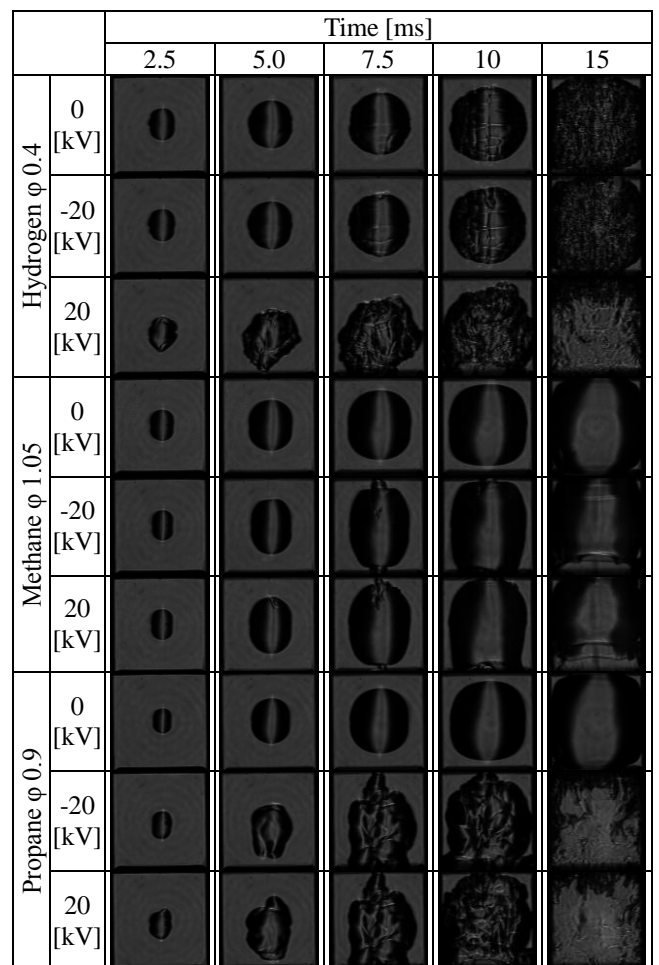 Time [ms]
2.5 5.0 7.5 10 15
Hydrogen φ 0.4
0
[kV]
-20
[kV]
20
[kV]
Methane φ 1.05
0
[kV]
-20
[kV]
20
[kV]
Propane φ 0.9
0
[kV]
-20
[kV]
20
[kV]